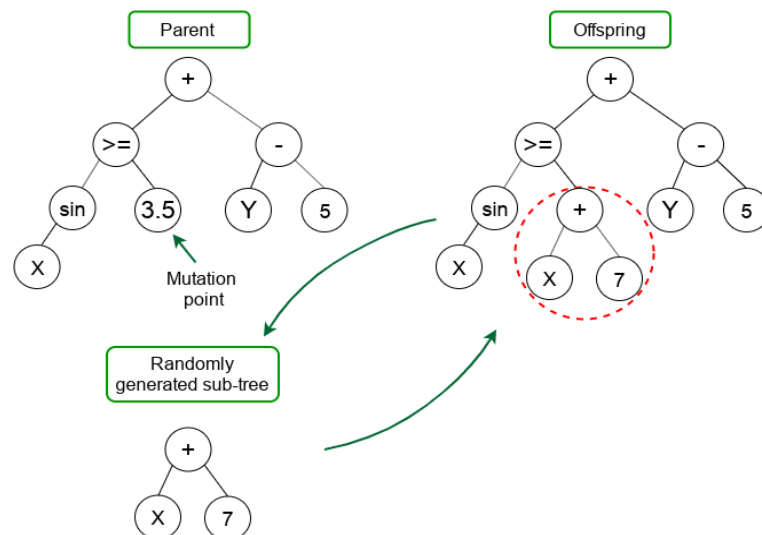 Parent
Offspring
+
+
>=
-
>=
-
sin
3.5
Y
5
sin
+
Y
5
X
Mutation
point
X
X
7
Randomly
generated sub-tree
+
X
7